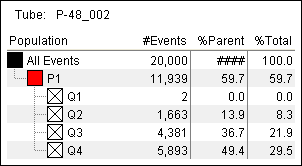 Tube: P-48_002
Population #Events %Parent %Total
All Events 20,000 #### 100.0
P1 11,939 59.7 59.7
Q1 2 0.0 0.0
Q2 1,663 13.9 8.3
Q3 4,381 36.7 21.9
Q4 5,893 49.4 29.5